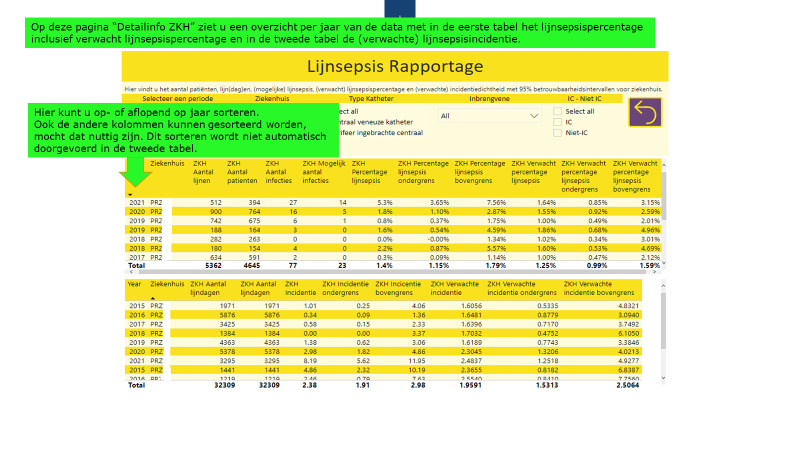 Op deze pagina “Detailinfo ZKH” ziet u een overzicht per jaar van de data met in de eerste tabel het lijnsepsispercentage
inclusief verwacht lijnsepsispercentage en in de tweede tabel de (verwachte) lijnsepsisincidentie.
Lijnsepsis Rapportage
Hier vindt u het aantal patiënten, lijn(dag)en, (mogelijke) lijnsepsis, (verwacht) lijnsepsispercentage en (verwachte) incidentiedichtheid met 95% betrouwbaarheidsintervallen voor ziekenhuis.
Selecteer een periode Ziekenhuis Type Katheter Inbrengvene IC - Niet IC
Hier kunt u op- of aflopend op jaar sorteren.
Ook de andere kolommen kunnen gesorteerd worden,
mocht dat nuttig zijn. Dit sorteren wordt niet automatisch
doorgevoerd in de tweede tabel.
ect all
traal veneuze katheter
rifeer ingebrachte centraal
All
Select all
IC
Niet-IC
Ziekenhuis ZKH ZKH ZKH ZKH Mogelijk ZKH ZKH Percentage ZKH Percentage ZKH Verwacht ZKH Verwacht ZKH Verwacht
Aantal Aantal Aantal aantal Percentage lijnsepsis lijnsepsis percentage percentage percentage
lijnen patienten infecties infecties lijnsepsis ondergrens bovengrens lijnsepsis lijnsepsis lijnsepsis
ondergrens bovengrens
2021 PRZ 512 394 27 14 5.3% 3.65% 7.56% 1.64% 0.85% 3.15%
2020 PRZ 900 764 16 5 1.8% 1.10% 2.87% 1.55% 0.92% 2.59%
2019 PRZ 742 675 6 1 0.8% 0.37% 1.75% 1.00% 0.49% 2.01%
2019 PRZ 188 164 3 0 1.6% 0.54% 4.59% 1.86% 0.68% 4.96%
2018 PRZ 282 263 0 0 0.0% -0.00% 1.34% 1.02% 0.34% 3.01%
2018 PRZ 180 154 4 0 2.2% 0.87% 5.57% 1.60% 0.53% 4.69%
2017 PRZ 634 591 2 0 0.3% 0.09% 1.14% 1.00% 0.47% 2.12%
Total 5362 4645 77 23 1.4% 1.15% 1.79% 1.25% 0.99% 1.59%
Year Ziekenhuis ZKH Aantal ZKH Aantal ZKH ZKH Incidentie ZKH Incidentie ZKH Verwachte ZKH Verwachte ZKH Verwachte
lijndagen lijndagen incidentie ondergrens bovengrens incidentie incidentie ondergrens incidentie bovengrens
2015 PRZ 1971 1971 1.01 0.25 4.06 1.6056 0.5335 4.8321
2016 PRZ 5876 5876 0.34 0.09 1.36 1.6481 0.8779 3.0940
2017 PRZ 3425 3425 0.58 0.15 2.33 1.6396 0.7170 3.7492
2018 PRZ 1384 1384 0.00 0.00 3.37 1.7032 0.4752 6.1050
2019 PRZ 4363 4363 1.38 0.62 3.06 1.6189 0.7743 3.3846
2020 PRZ 5378 5378 2.98 1.82 4.86 2.3045 1.3206 4.0213
2021 PRZ 3295 3295 8.19 5.62 11.95 2.4837 1.2518 4.9277
2015 PRZ 1441 1441 4.86 2.32 10.19 2.3655 0.8182 6.8387
2016 PRZ 1219 1219 2.46 0.79 7.63 2.5540 0.8410 7.7560
Total 32309 32309 2.38 1.91 2.98 1.9591 1.5313 2.5064